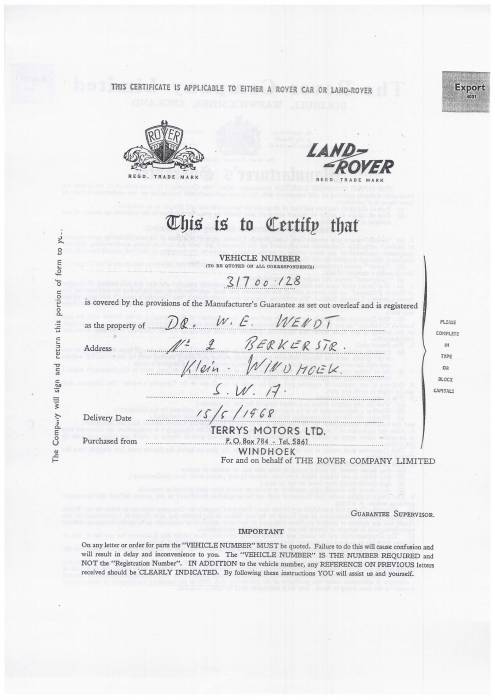 THIS CERTIFICATE IS APPLICABLE TO EITHER A ROVER CAR OR LAND-ROVER
Export
ROVER
REGD. TRADE MARK
LAND-
-ROVER
REGD. TRADE MARK
This is to Certify that
VEHICLE NUMBER
(TO BE QUOTED ON ALL CORRESPONDENCE)
31700128
is covered by the provisions of the Manufacturer's Guarantee as set out overleaf and is registered
as the property of DR. W. E. WENDT
Address No 2 BERKERSTR.
Klein - WINDHOEK.
S. W. A.
Delivery Date 15/5/1968
TERRYS MOTORS LTD.
Purchased from P.O. Box 784 - Tel. 5861
WINDHOEK
For and on behalf of THE ROVER COMPANY LIMITED
PLEASE
COMPLETE
IN
TYPE
OR
BLOCK
CAPITALS
The Company will sign and return this portion of form to
GUARANTEE SUPERVISOR.
IMPORTANT
On any letter or order for parts the "VEHICLE NUMBER" MUST be quoted. Failure to do this will cause confusion and
will result in delay and inconvenience to you. The "VEHICLE NUMBER" IS THE NUMBER REQUIRED and
NOT the "Registration Number". IN ADDITION to the vehicle number, any REFERENCE ON PREVIOUS letters
received should be CLEARLY INDICATED. By following these instructions YOU will assist us and yourself.